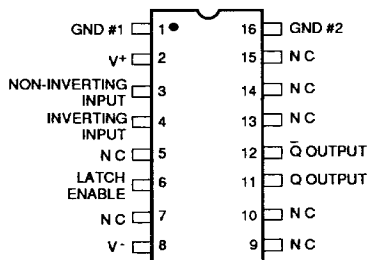 GND #1 1 16 GND #2
V+ 2 15 N C
NON-INVERTING INPUT 3 14 N C
INVERTING INPUT 4 13 N C
N C 5 12 Q̄ OUTPUT
LATCH ENABLE 6 11 Q OUTPUT
N C 7 10 N C
V- 8 9 N C